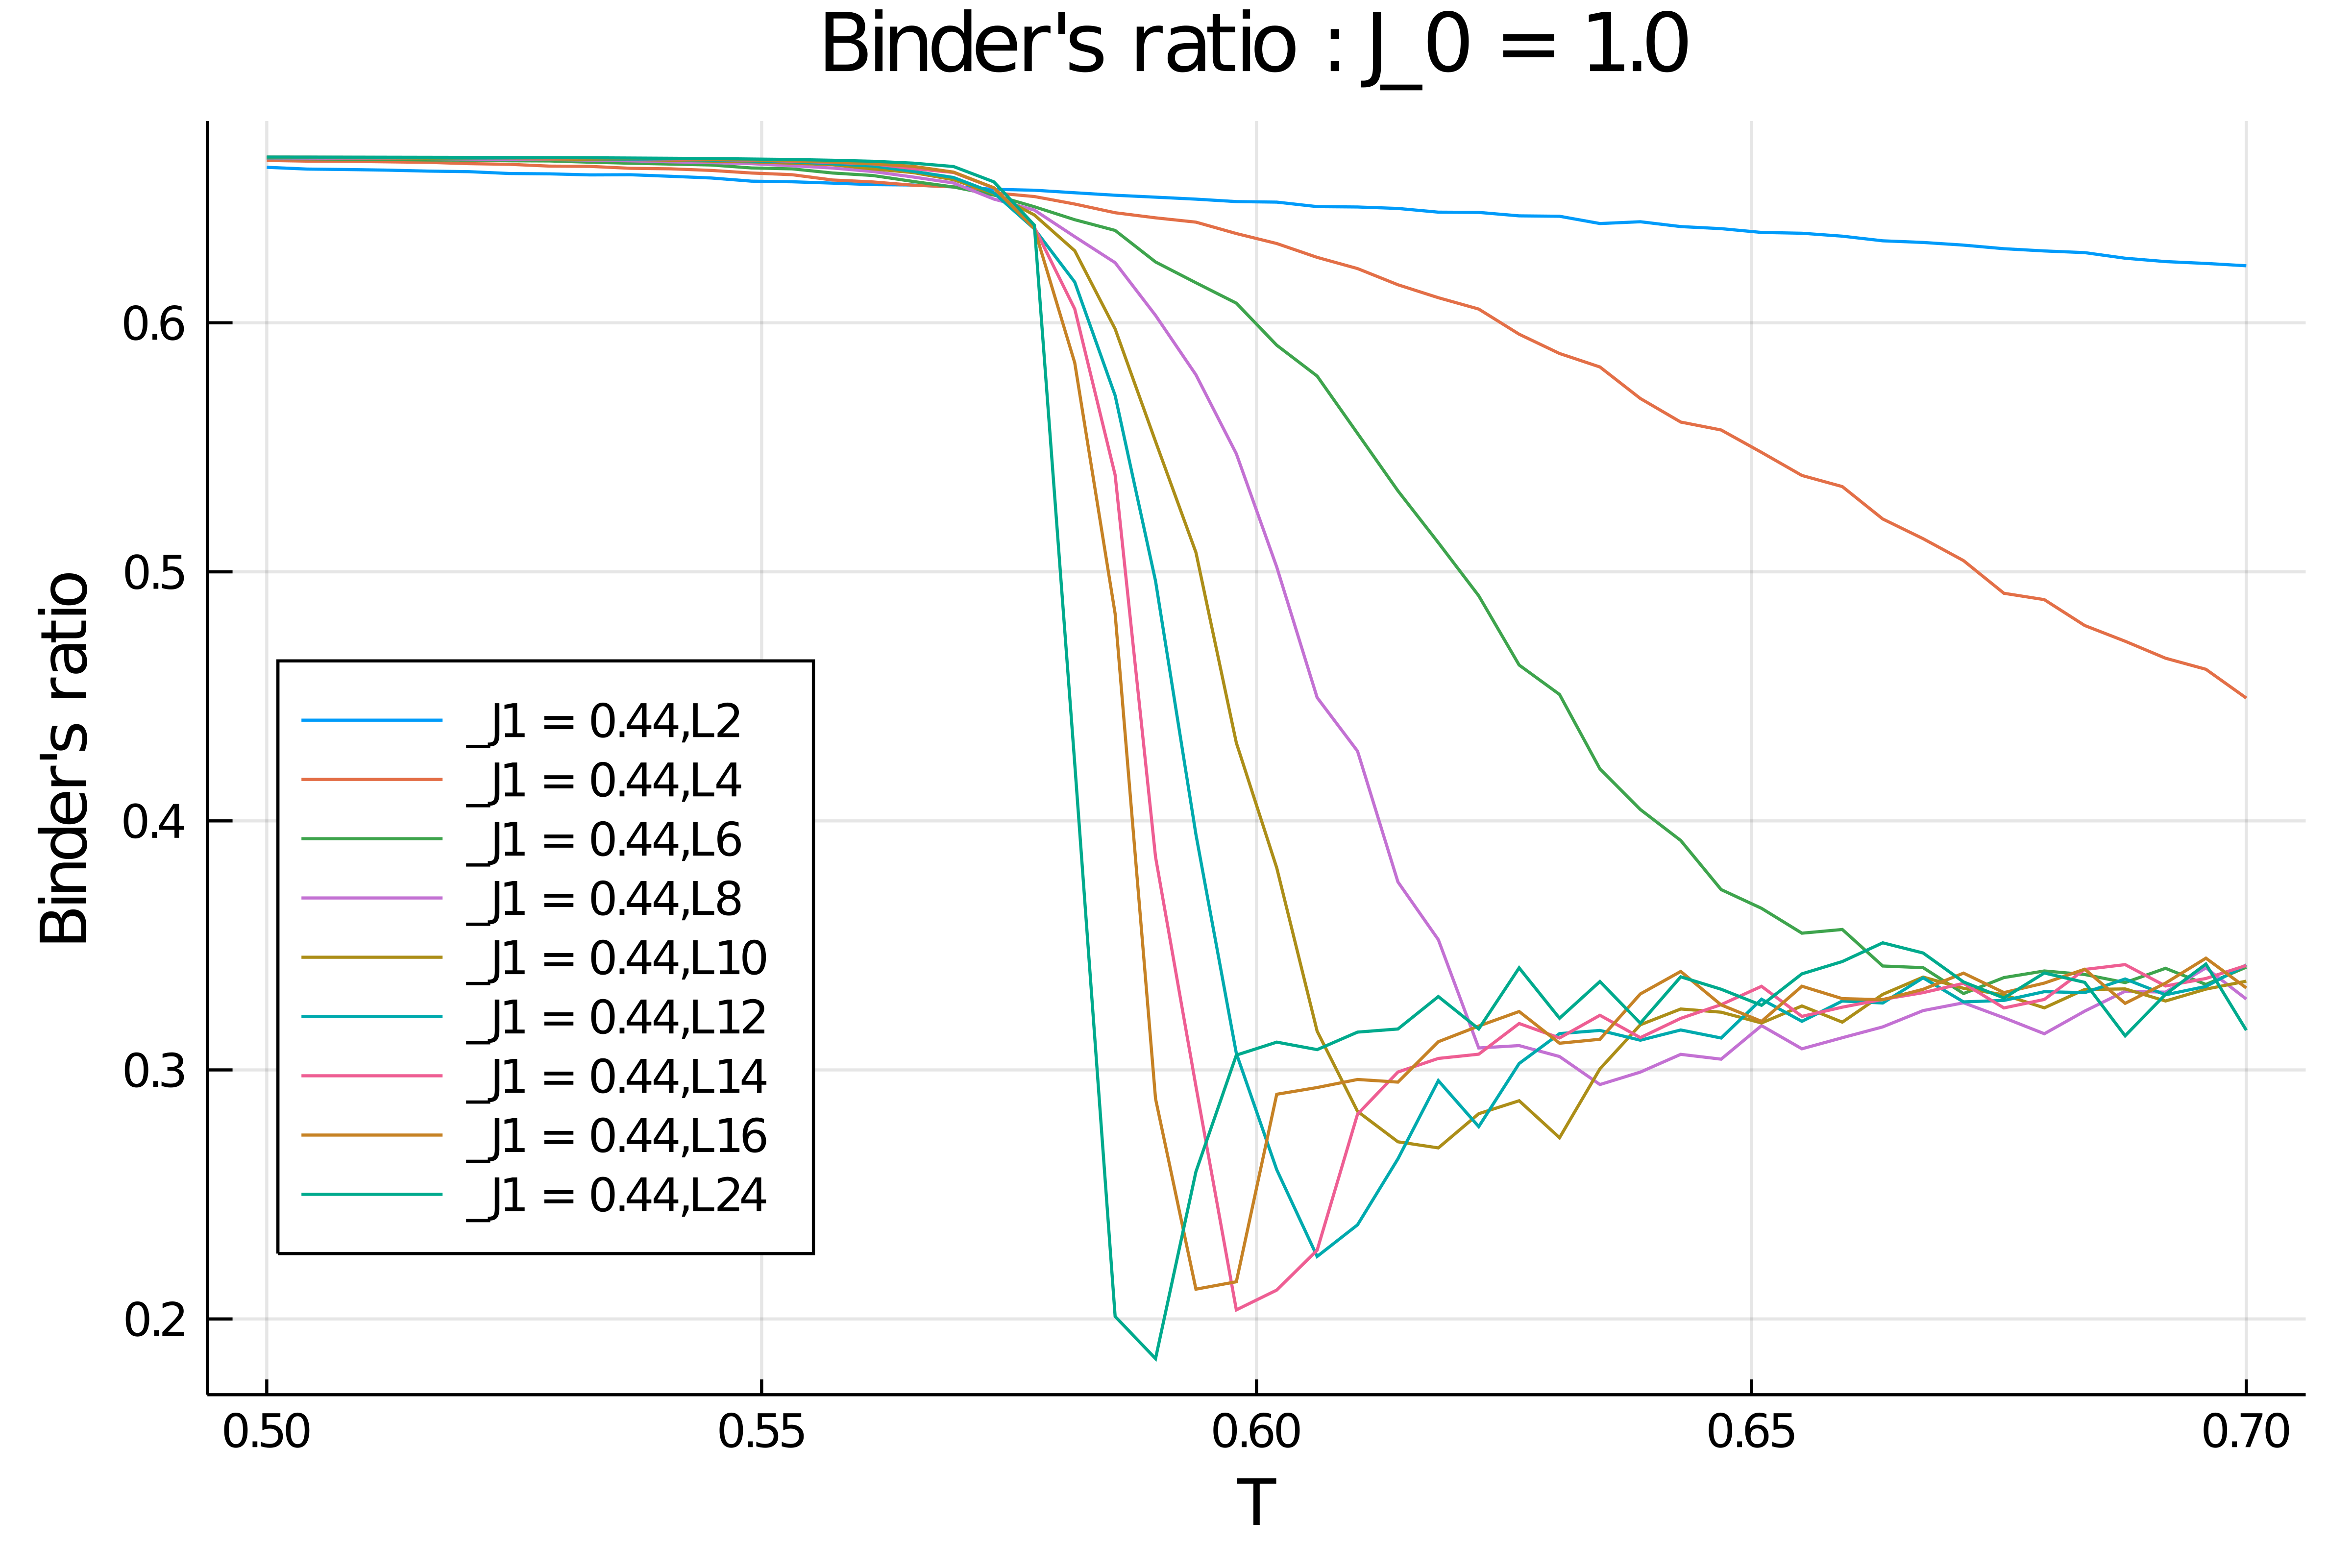 Binder's ratio : J_0 = 1.0
Binder's ratio
0.6
0.5
0.4
0.3
0.2
_J1 = 0.44,L2
_J1 = 0.44,L4
_J1 = 0.44,L6
_J1 = 0.44,L8
_J1 = 0.44,L10
_J1 = 0.44,L12
_J1 = 0.44,L14
_J1 = 0.44,L16
_J1 = 0.44,L24
0.50 0.55 0.60 0.65 0.70
T